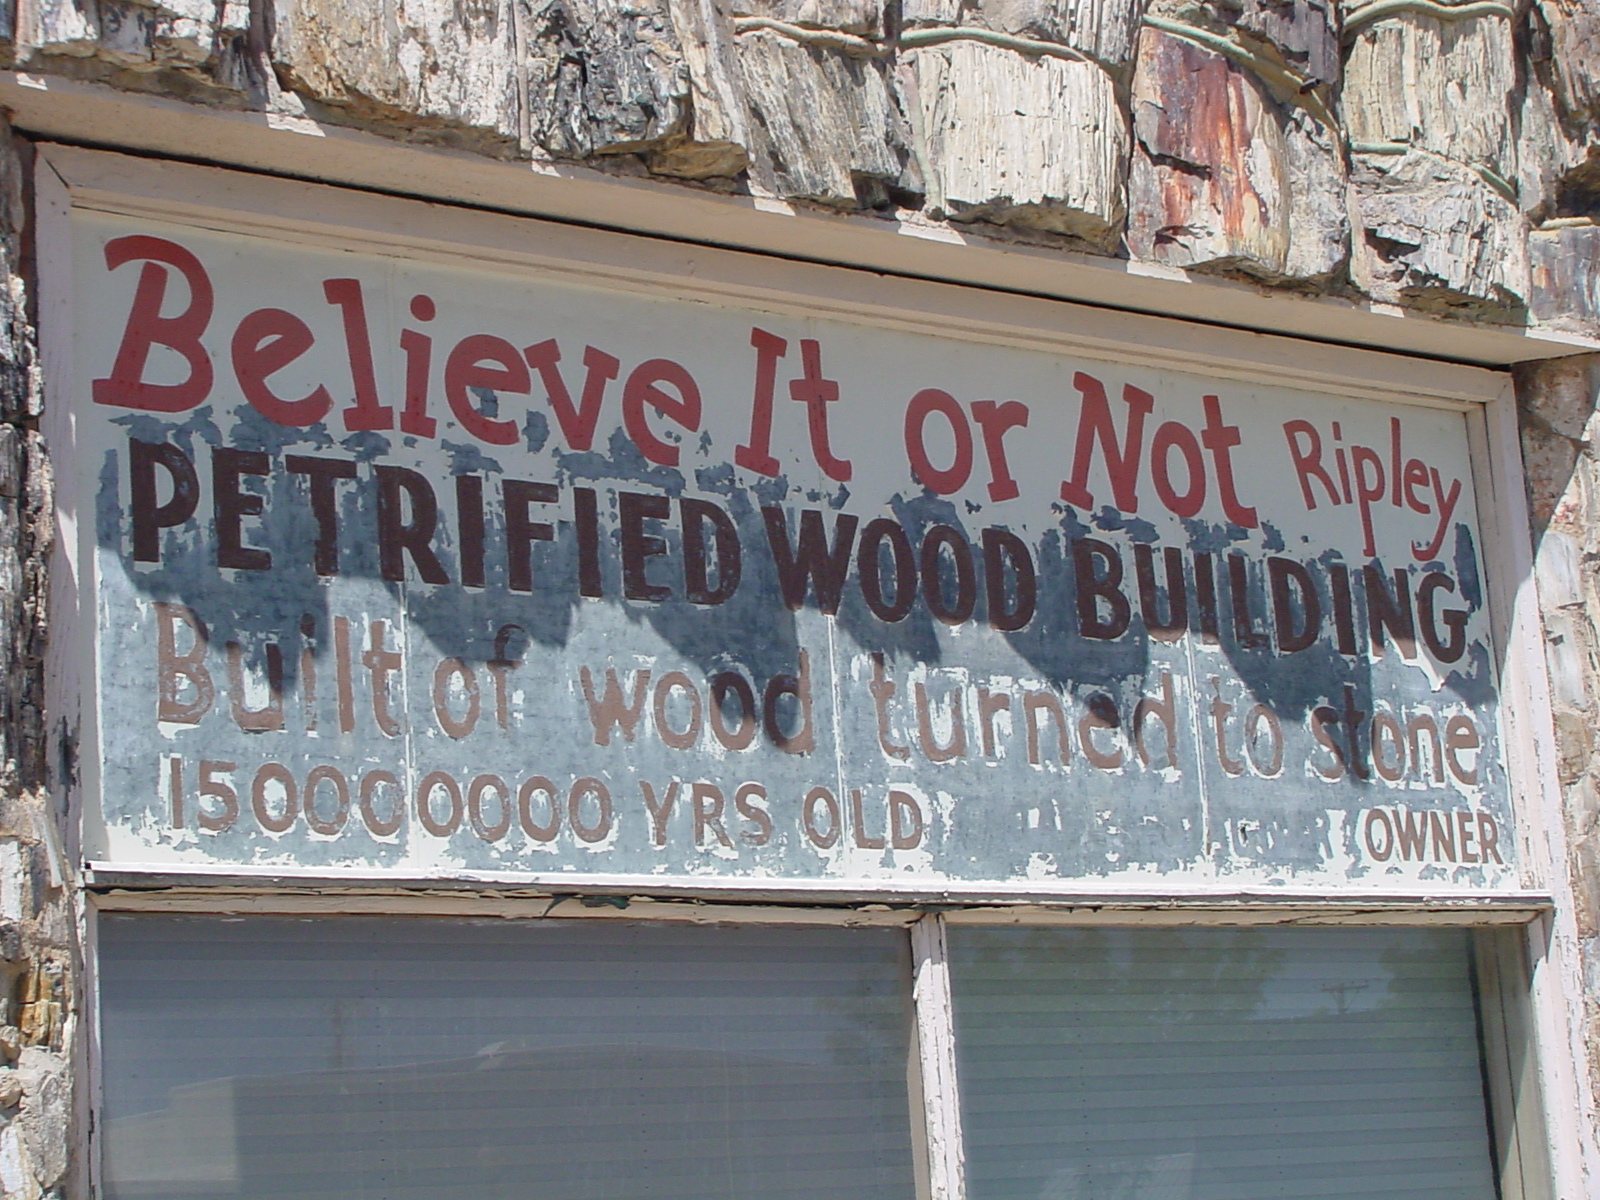 Believe It or Not Ripley
PETRIFIED WOOD BUILDING
Built of wood turned to stone
150000000 YRS OLD OWNER